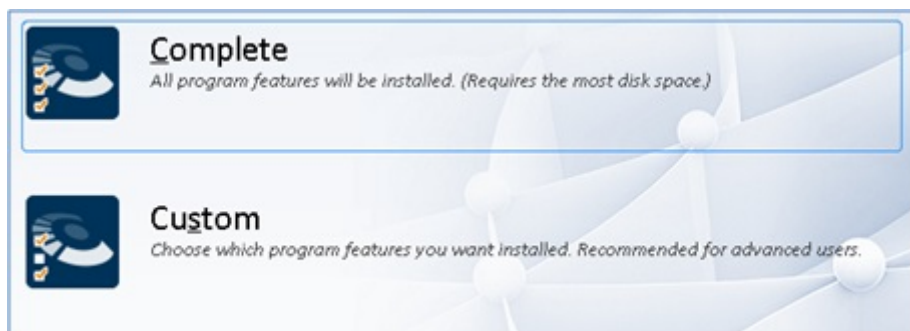 Complete
All program features will be installed. (Requires the most disk space.)
Custom
Choose which program features you want installed. Recommended for advanced users.